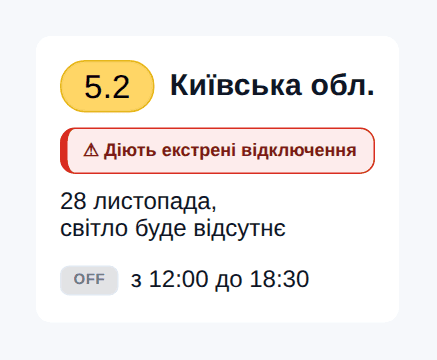 5.2 Київська обл.
⚠ Діють екстрені відключення
28 листопада,
світло буде відсутнє
OFF з 12:00 до 18:30